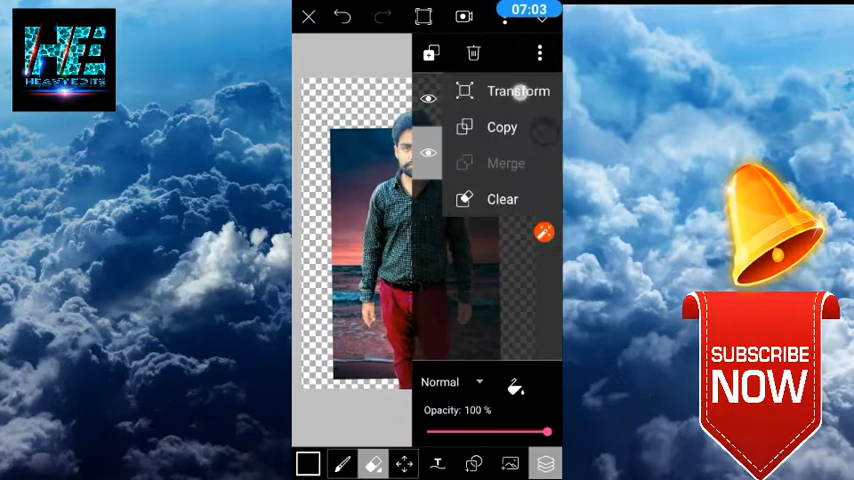 07:03
HE
HEAVY EDITS
Transform
Copy
Merge
Clear
Normal
Opacity: 100 %
T
SUBSCRIBE
NOW